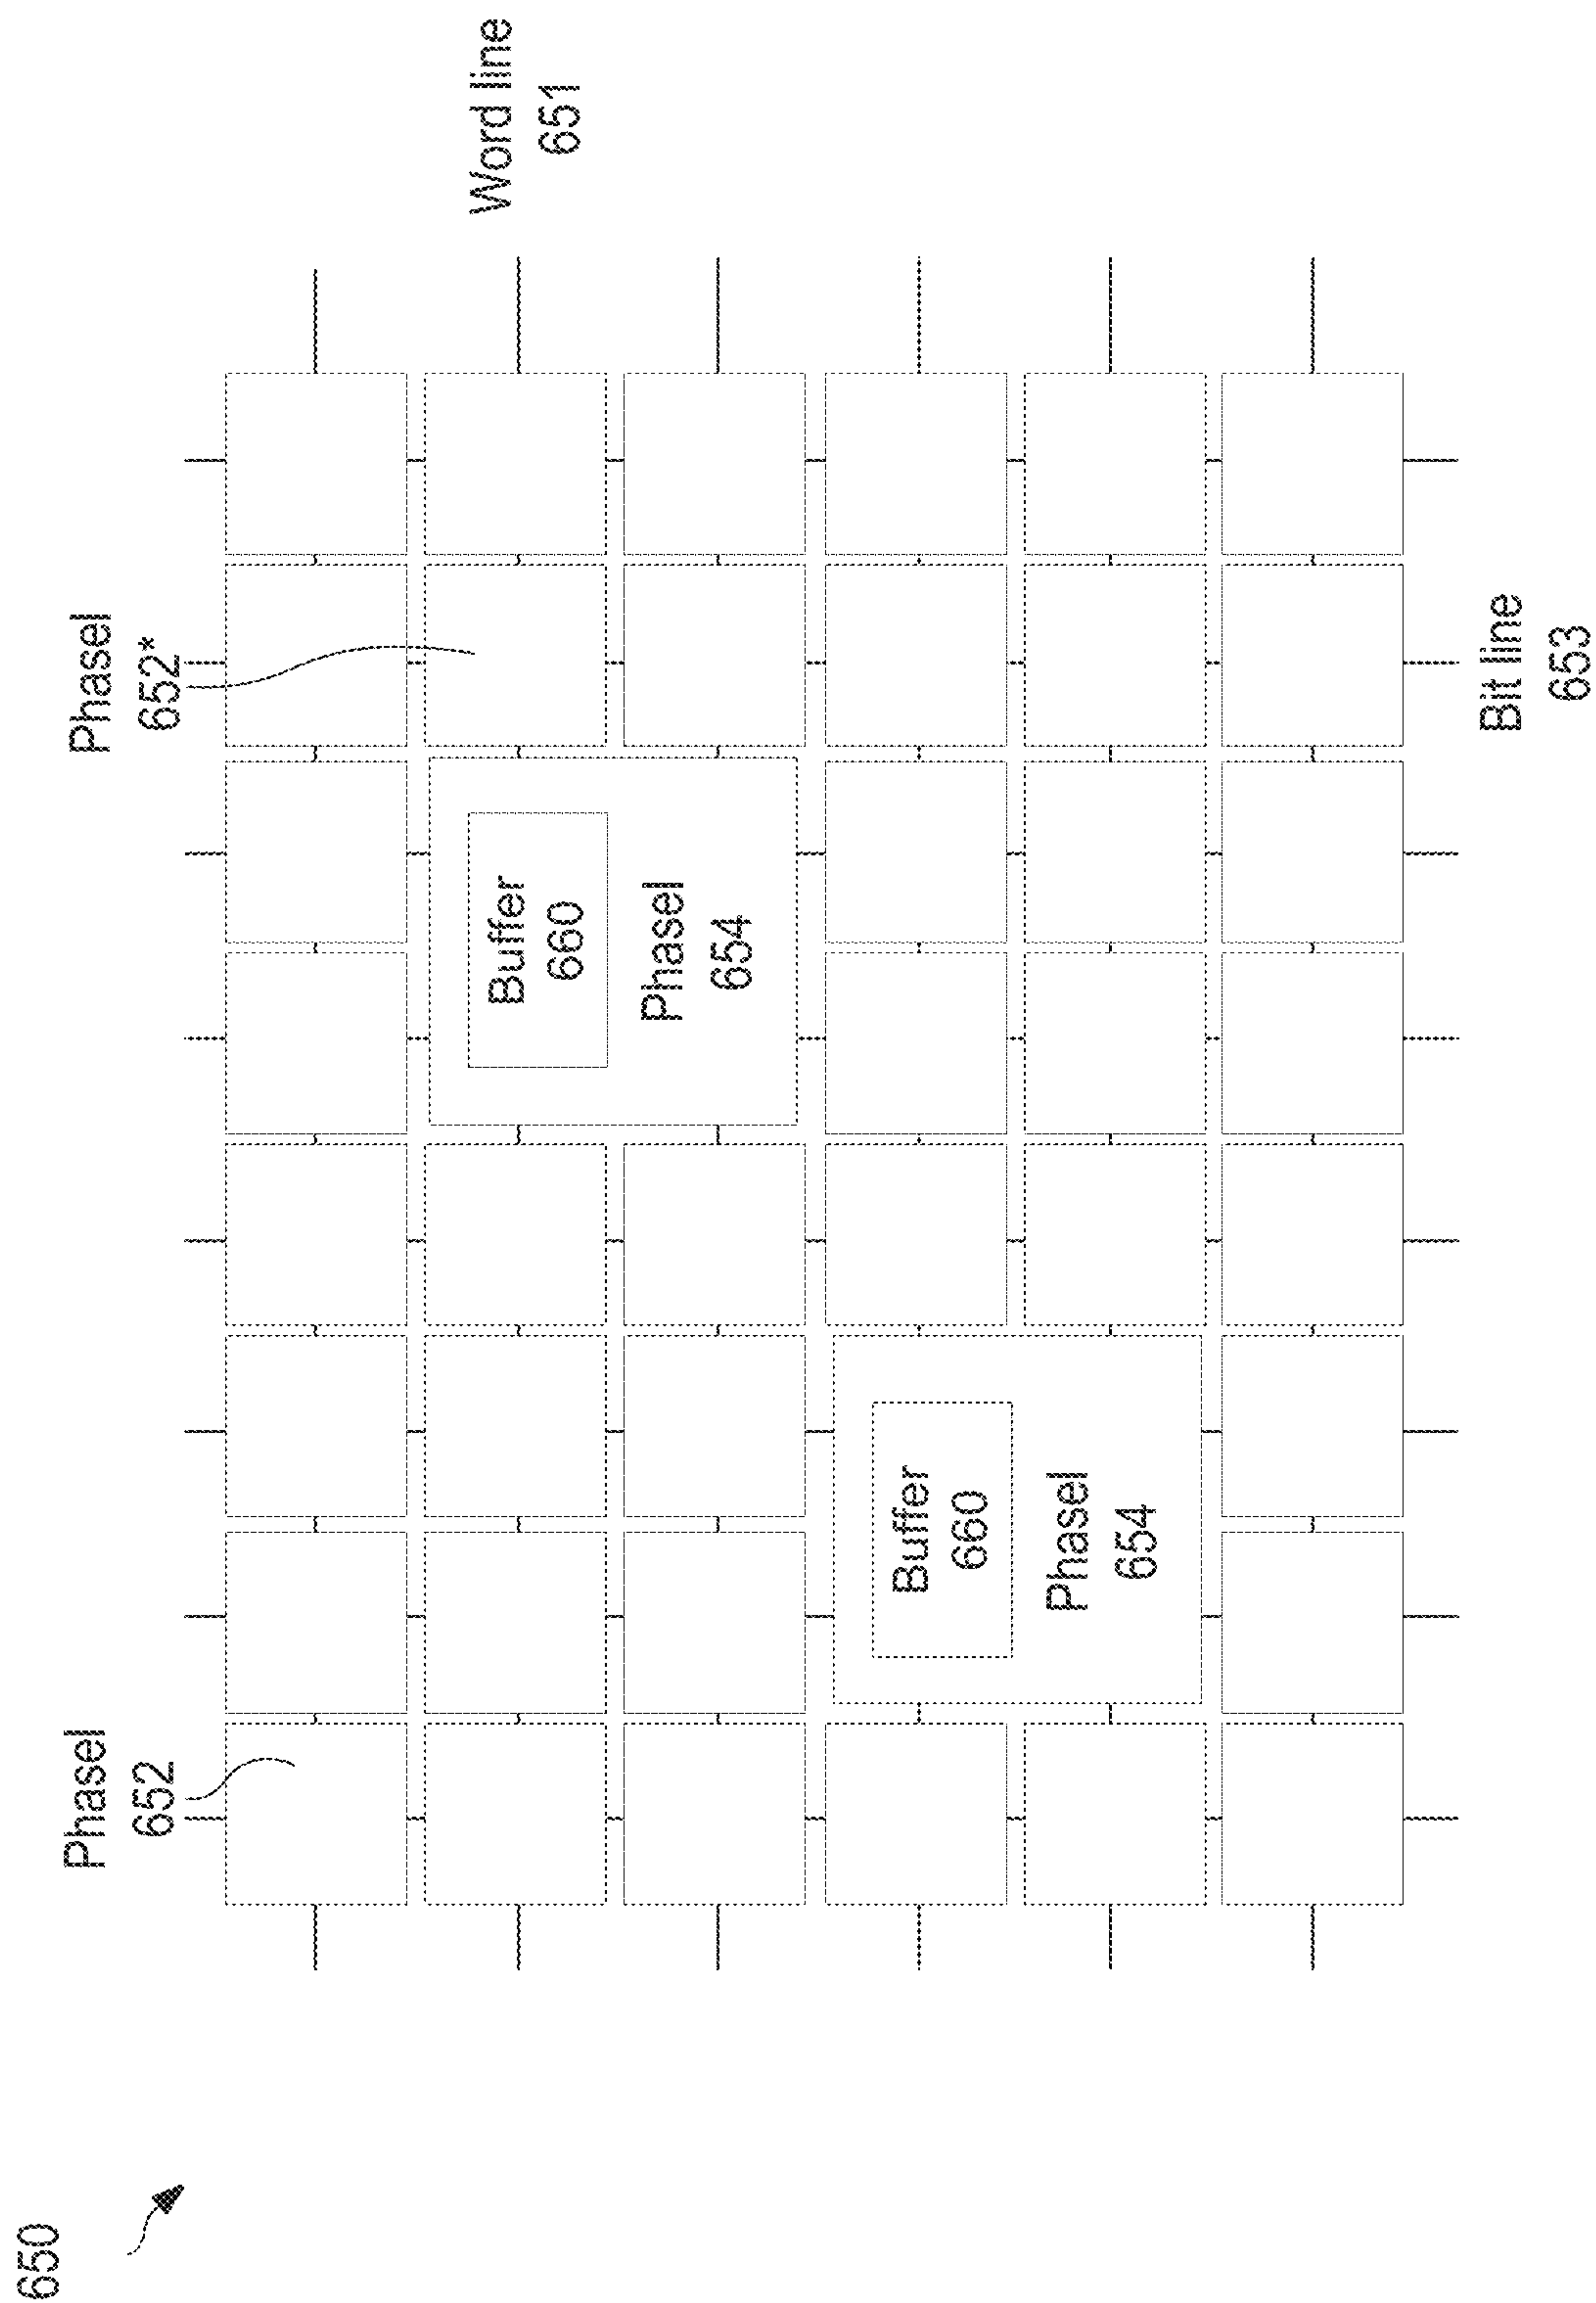 650
Phasel
652
Phasel
652*
Word line
651
Buffer
660
Phasel
654
Buffer
660
Phasel
654
Bit line
653